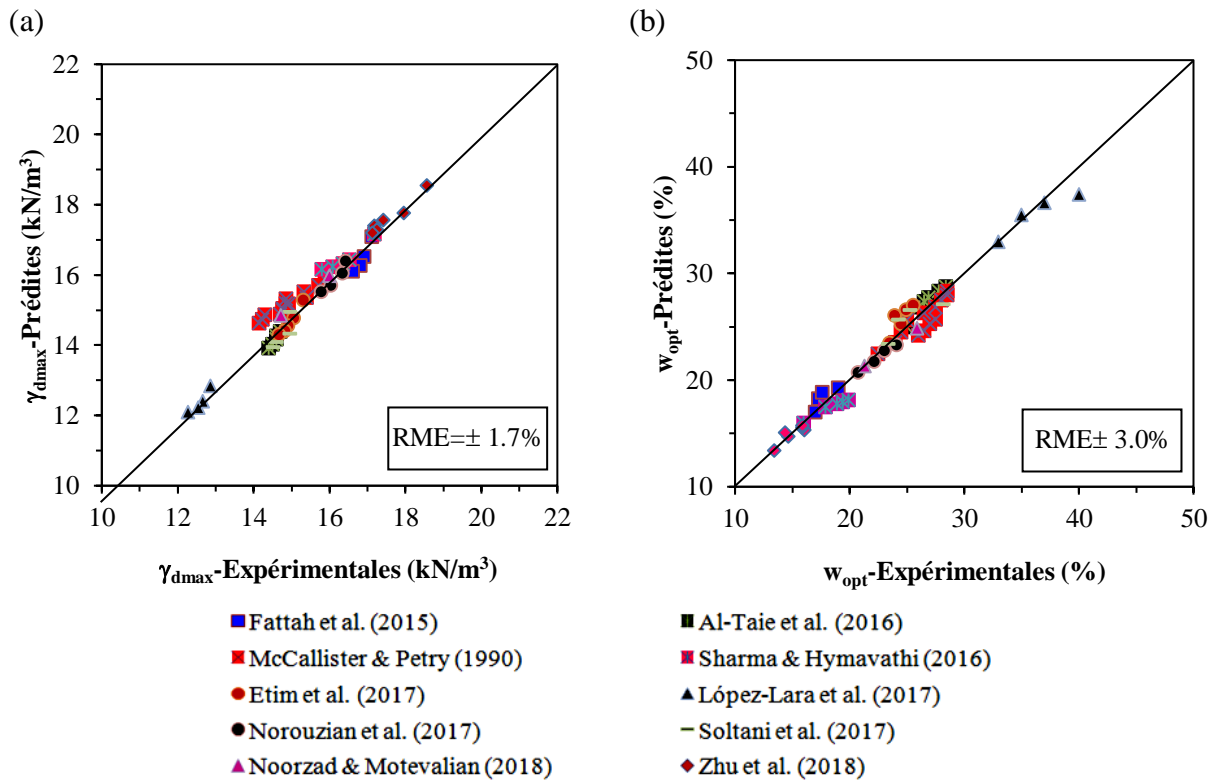 (a)
22
20
18
16
14
12
10
10 12 14 16 18 20 22
γdmax-Prédites (kN/m³)
γdmax-Expérimentales (kN/m³)
RME=± 1.7%
(b)
50
40
30
20
10
10 20 30 40 50
wopt-Prédites (%)
wopt-Expérimentales (%)
RME± 3.0%
Fattah et al. (2015)
McCallister & Petry (1990)
Etim et al. (2017)
Norouzian et al. (2017)
Noorzad & Motevalian (2018)
Al-Taie et al. (2016)
Sharma & Hymavathi (2016)
López-Lara et al. (2017)
Soltani et al. (2017)
Zhu et al. (2018)